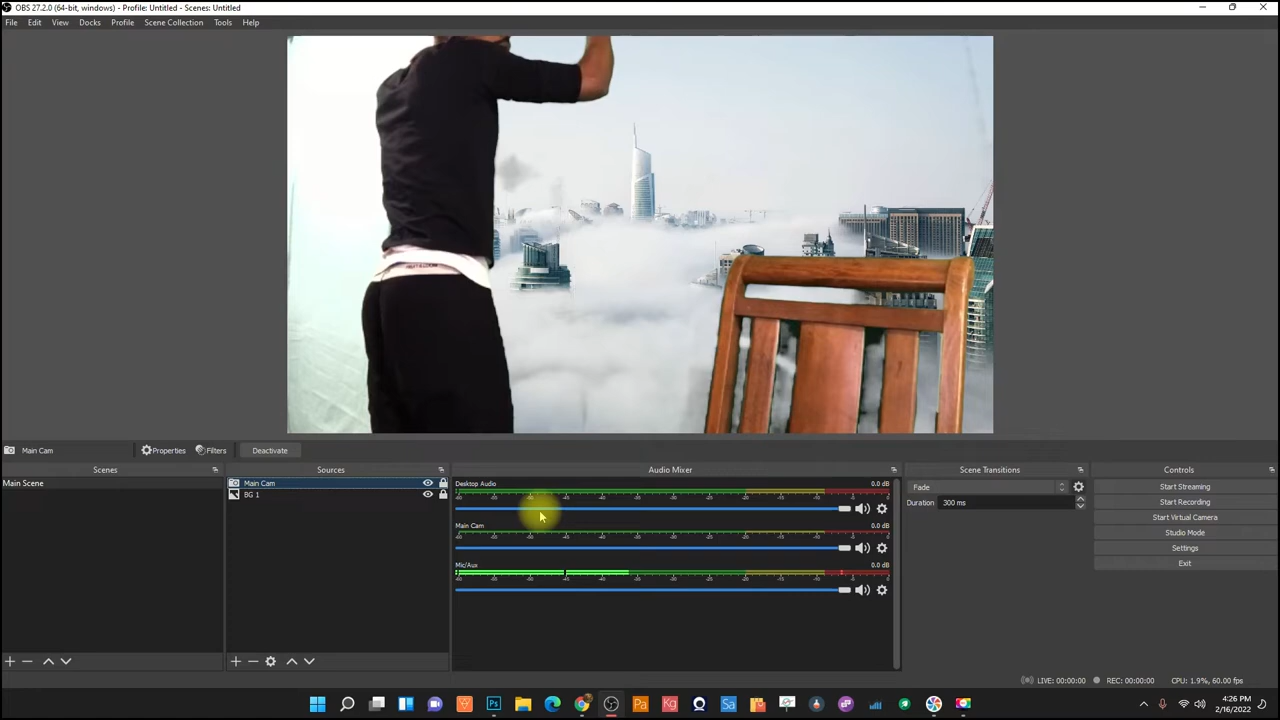 OBS 27.2.0 (64-bit, windows) - Profile: Untitled - Scenes: Untitled
File Edit View Docks Profile Scene Collection Tools Help
Main Cam Properties Filters Deactivate
Scenes
Main Scene
Sources
Main Cam
BG 1
Audio Mixer
Desktop Audio 0.0 dB
Main Cam 0.0 dB
Mic/Aux 0.0 dB
Scene Transitions
Fade
Duration 300 ms
Controls
Start Streaming
Start Recording
Start Virtual Camera
Studio Mode
Settings
Exit
LIVE: 00:00:00 REC: 00:00:00 CPU: 1.9%, 60.00 fps
Ps Pa Kg Sa
4:26 PM
2/16/2022